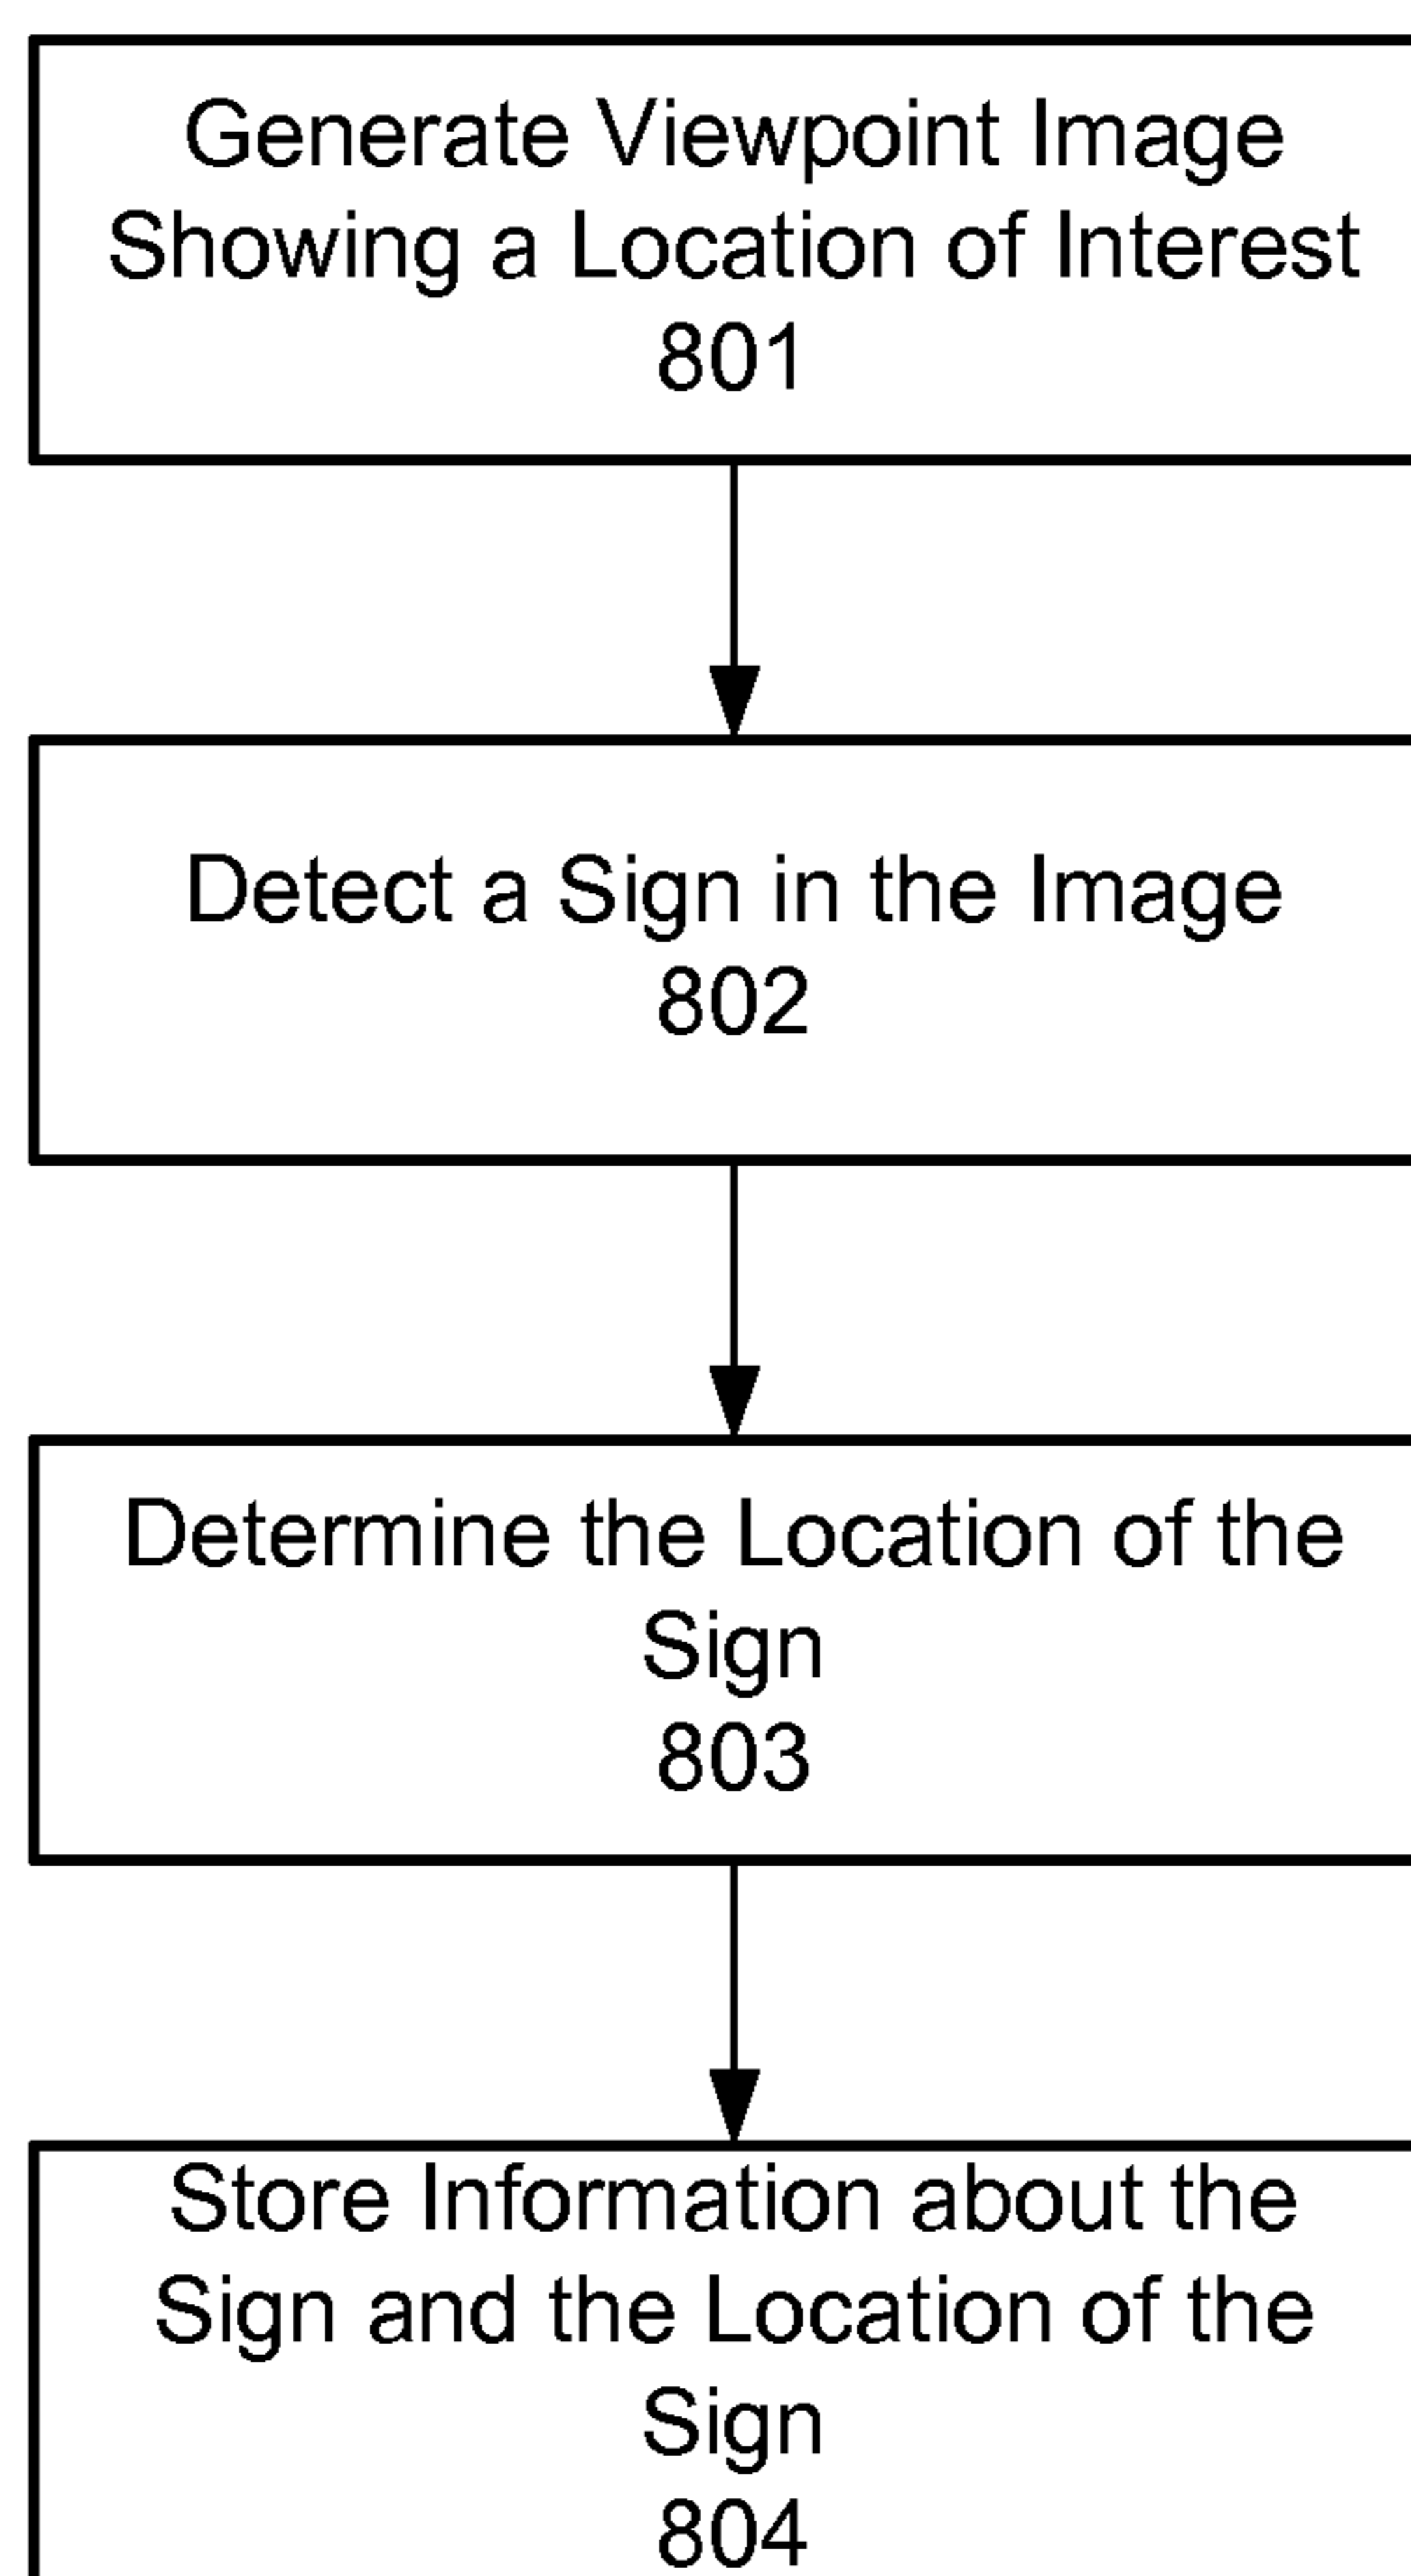 Generate Viewpoint Image
Showing a Location of Interest
801
Detect a Sign in the Image
802
Determine the Location of the
Sign
803
Store Information about the
Sign and the Location of the
Sign
804